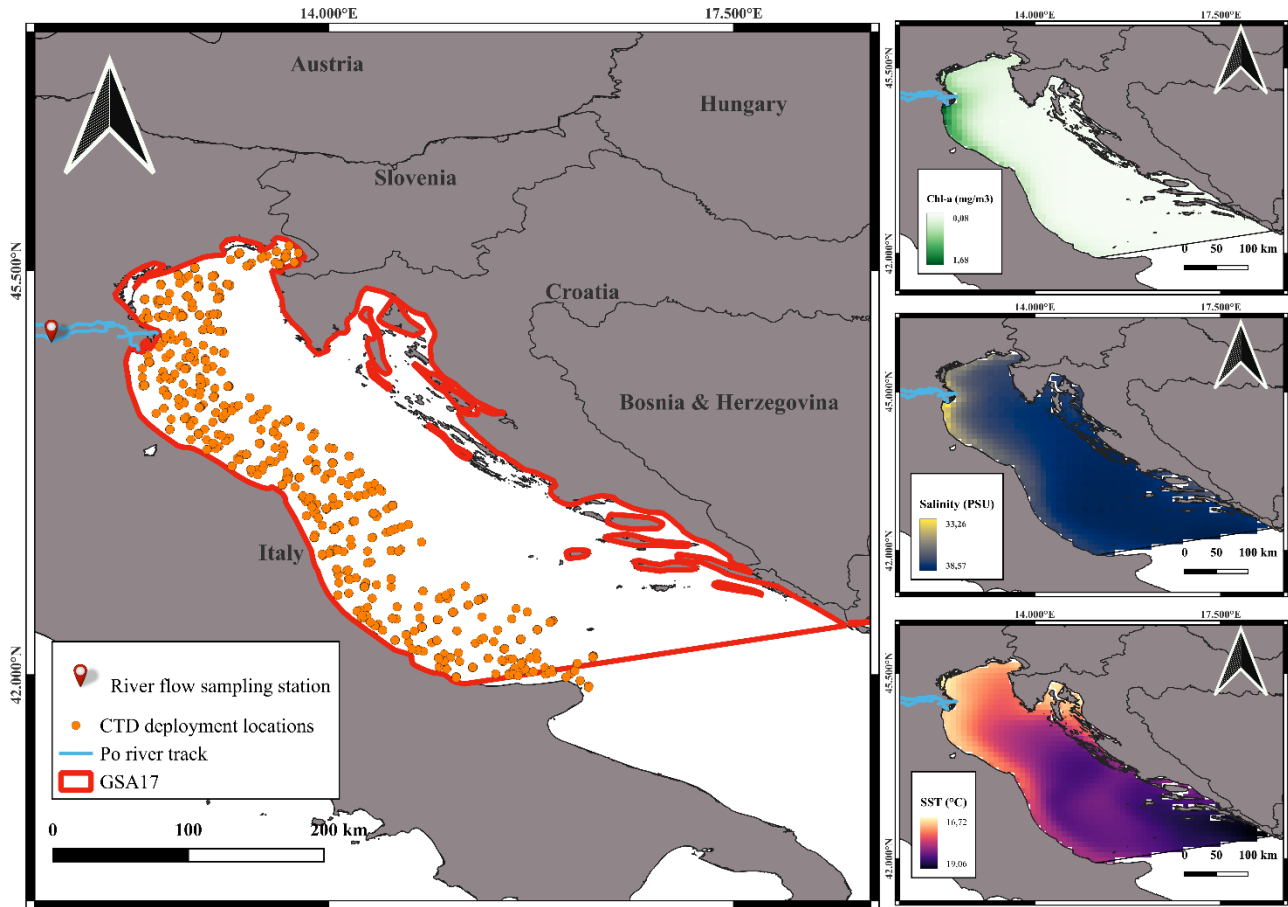 14.000°E
17.500°E
45.500°N
42.000°N
Austria
Hungary
Slovenia
Croatia
Bosnia & Herzegovina
Italy
River flow sampling station
CTD deployment locations
Po river track
GSA17
0
100
200 km
14.000°E
17.500°E
45.500°N
42.000°N
Chl-a (mg/m3)
0,08
1,68
0 50 100 km
14.000°E
17.500°E
45.000°N
42.000°N
Salinity (PSU)
33,26
38,57
0 50 100 km
14.000°E
17.500°E
45.500°N
42.000°N
SST (°C)
16,72
19,06
0 50 100 km